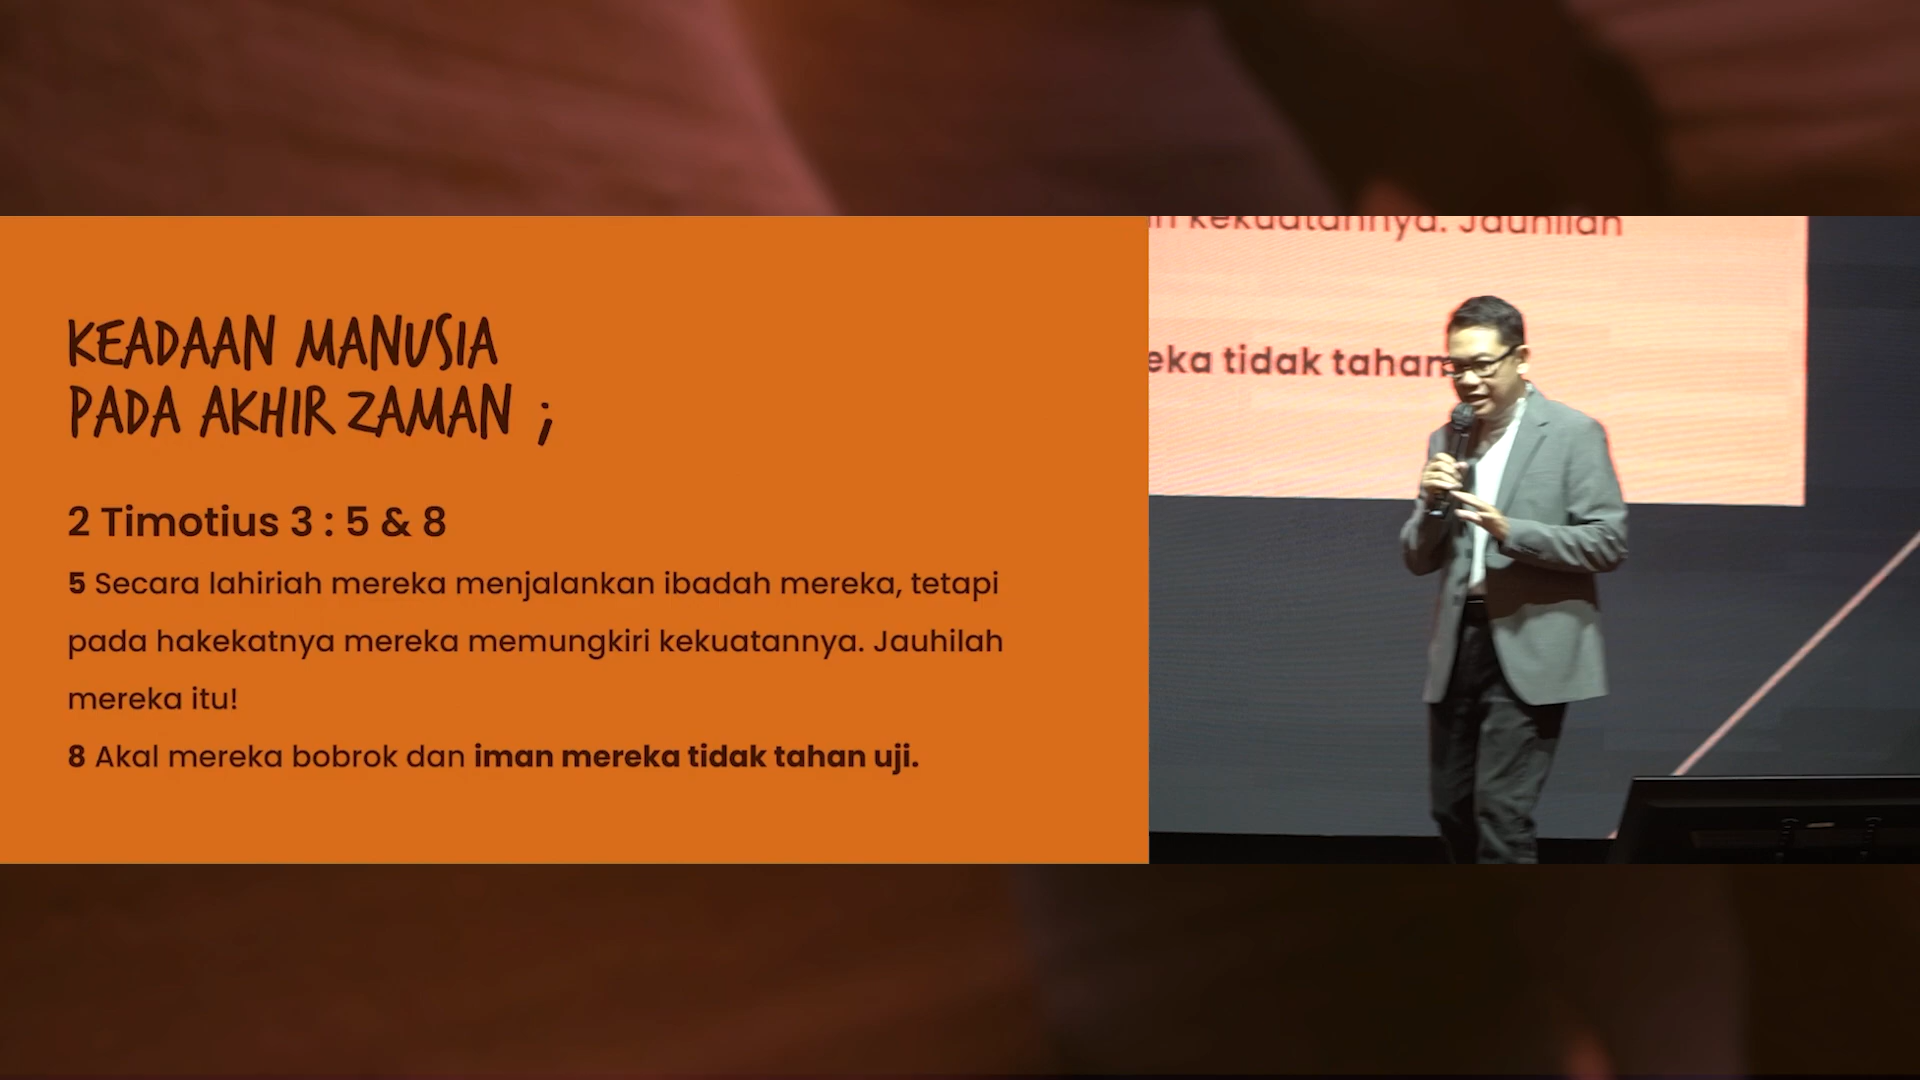 KEADAAN MANUSIA
PADA AKHIR ZAMAN ;
2 Timotius 3 : 5 & 8
5 Secara lahiriah mereka menjalankan ibadah mereka, tetapi
pada hakekatnya mereka memungkiri kekuatannya. Jauhilah
mereka itu!
8 Akal mereka bobrok dan iman mereka tidak tahan uji.
kekuatannya. Jauhilah
eka tidak tahan